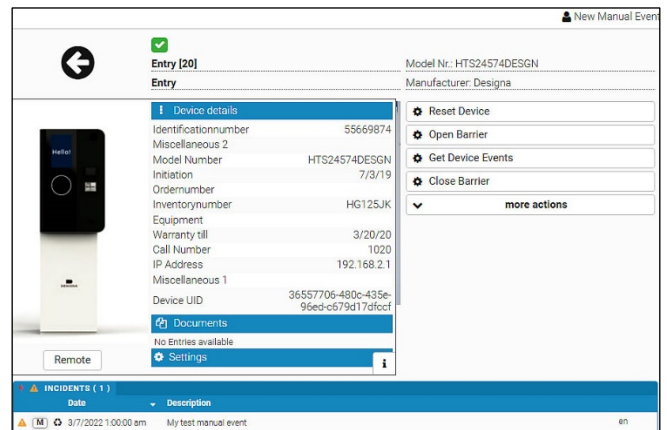 New Manual Event
Entry [20]
Entry
Model Nr.: HTS24574DESGN
Manufacturer: Designa
Hello!
Remote
Device details
Identificationnumber 55669874
Miscellaneous 2
Model Number HTS24574DESGN
Initiation 7/3/19
Ordernumber
Inventorynumber HG125JK
Equipment
Warranty till 3/20/20
Call Number 1020
IP Address 192.168.2.1
Miscellaneous 1
Device UID 36557706-480c-435e-
96ed-c679d17dfccf
Documents
No Entries available
Settings
i
Reset Device
Open Barrier
Get Device Events
Close Barrier
more actions
INCIDENTS ( 1 )
Date Description
M 3/7/2022 1:00:00 am My test manual event en